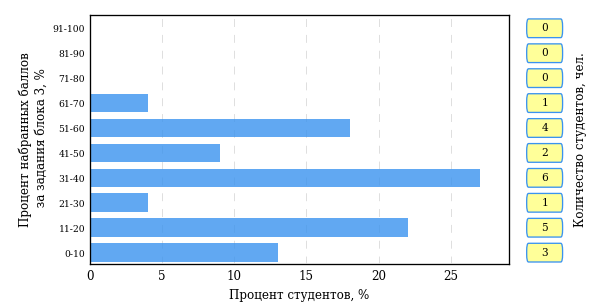 Процент набранных баллов
за задания блока 3, %
91-100 0
81-90 0
71-80 0
61-70 1
51-60 4
41-50 2
31-40 6
21-30 1
11-20 5
0-10 3
0 5 10 15 20 25
Процент студентов, %
Количество студентов, чел.